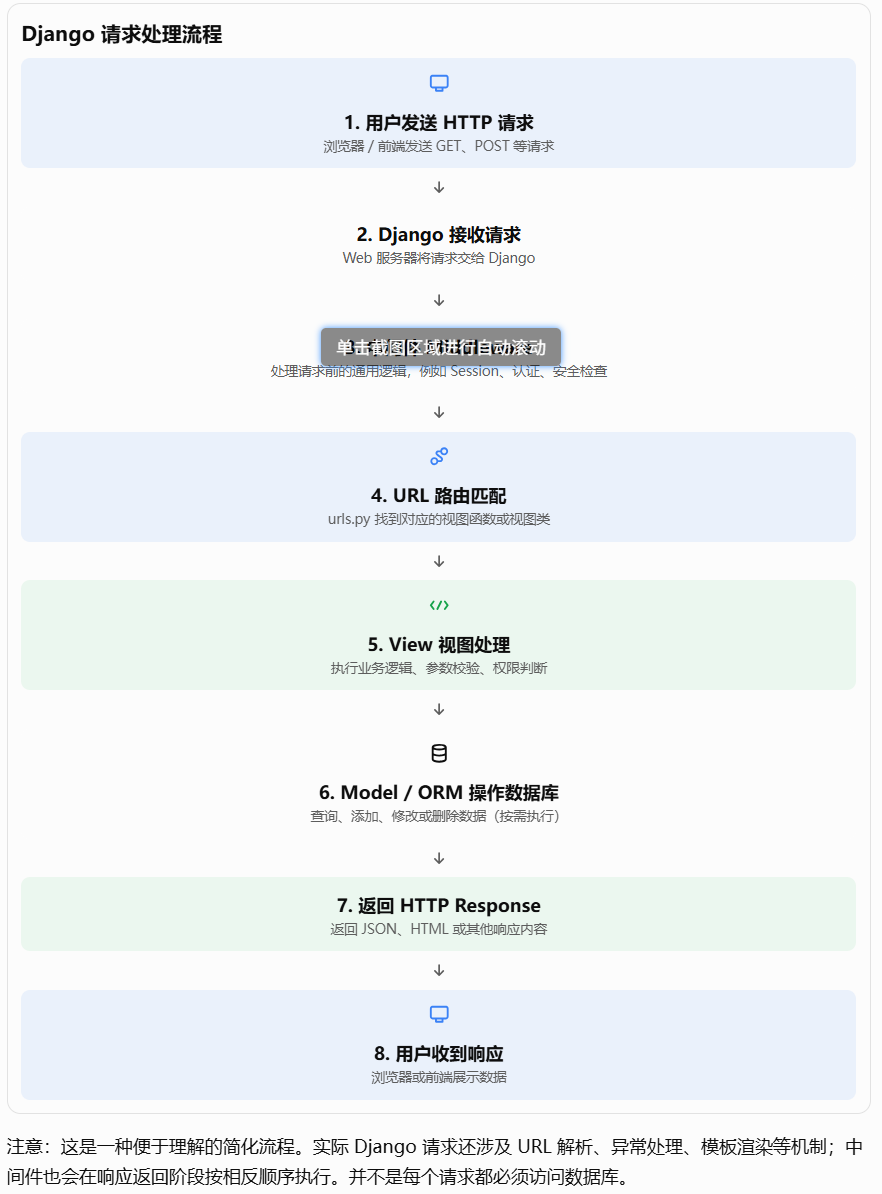 Django 请求处理流程
1. 用户发送 HTTP 请求
浏览器 / 前端发送 GET、POST 等请求
2. Django 接收请求
Web 服务器将请求交给 Django
单击截图区域进行自动滚动
处理请求前的通用逻辑，例如 Session、认证、安全检查
4. URL 路由匹配
urls.py 找到对应的视图函数或视图类
5. View 视图处理
执行业务逻辑、参数校验、权限判断
6. Model / ORM 操作数据库
查询、添加、修改或删除数据（按需执行）
7. 返回 HTTP Response
返回 JSON、HTML 或其他响应内容
8. 用户收到响应
浏览器或前端展示数据
注意：这是一种便于理解的简化流程。实际 Django 请求还涉及 URL 解析、异常处理、模板渲染等机制；中
间件也会在响应返回阶段按相反顺序执行。并不是每个请求都必须访问数据库。